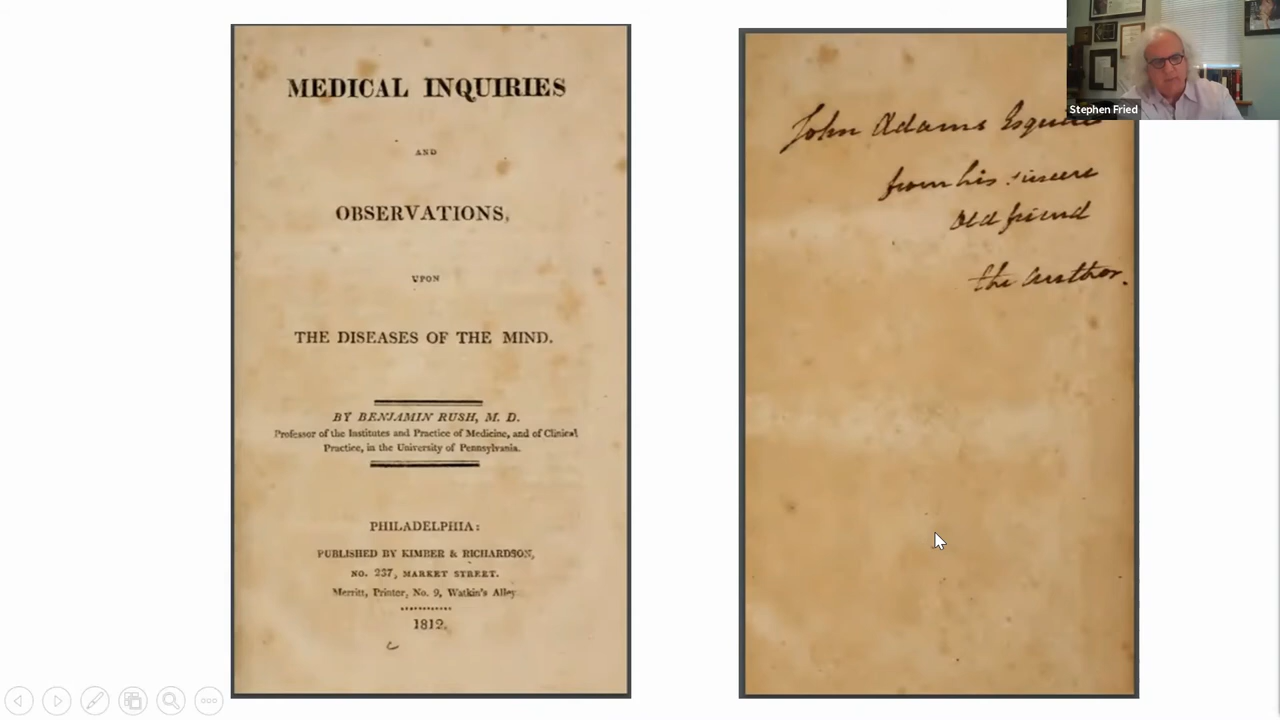 MEDICAL INQUIRIES
AND
OBSERVATIONS,
UPON
THE DISEASES OF THE MIND.
BY BENJAMIN RUSH, M. D.
Professor of the Institutes and Practice of Medicine, and of Clinical
Practice, in the University of Pennsylvania.
PHILADELPHIA:
PUBLISHED BY KIMBER & RICHARDSON,
NO. 237, MARKET STREET.
Merritt, Printer, No. 9, Watkin's Alley
1812.
John Adams
from his sincere
old friend
the author.
Stephen Fried